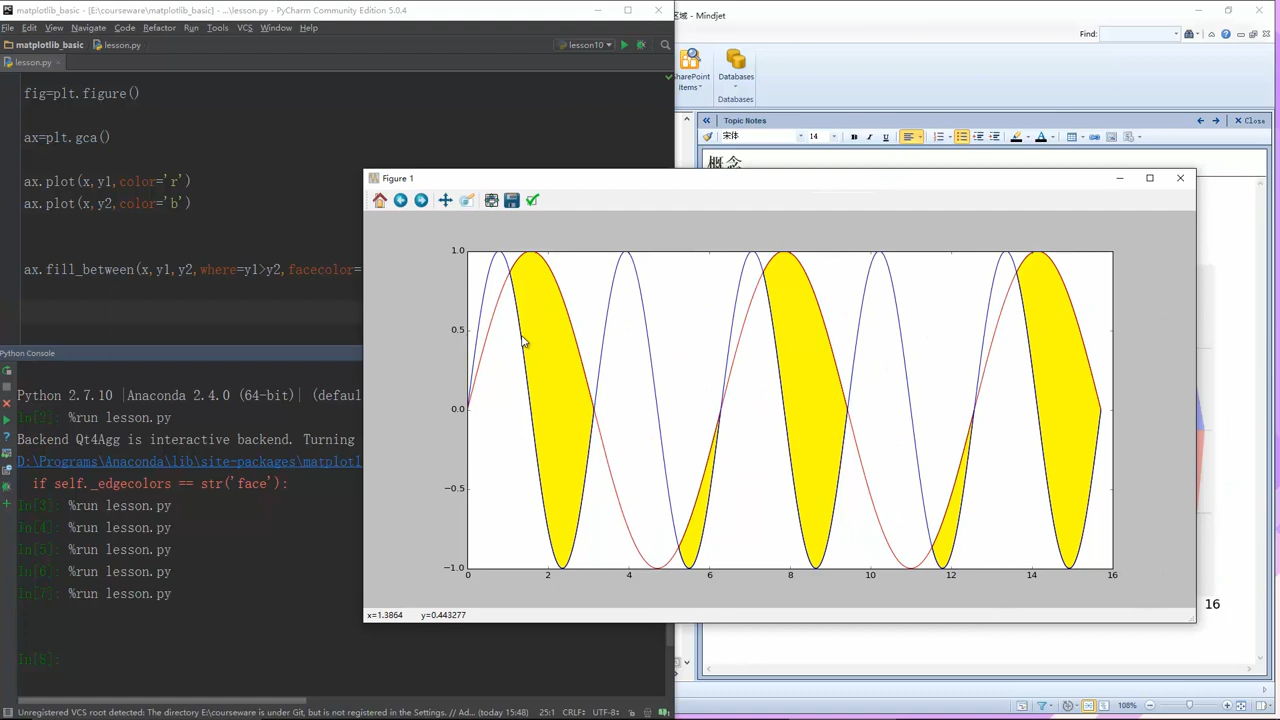 matplotlib_basic - [E:\courseware\matplotlib_basic] - ...\lesson.py - PyCharm Community Edition 5.0.4
File Edit View Navigate Code Refactor Run Tools VCS Window Help
matplotlib_basic lesson.py
lesson10
lesson.py
fig=plt.figure()
ax=plt.gca()
ax.plot(x,y1,color='r')
ax.plot(x,y2,color='b')
ax.fill_between(x,y1,y2,where=y1>y2,facecolor=
Python Console
Python 2.7.10 |Anaconda 2.4.0 (64-bit)| (defau
In[2]: %run lesson.py
Backend Qt4Agg is interactive backend. Turning
D:\Programs\Anaconda\lib\site-packages\matplotl
if self._edgecolors == str('face'):
In[3]: %run lesson.py
In[4]: %run lesson.py
In[5]: %run lesson.py
In[6]: %run lesson.py
In[7]: %run lesson.py
In[8]:
Unregistered VCS root detected: The directory E:\courseware is under Git, but is not registered in the Settings. // Ad... (today 15:48) 25:1 CRLF÷ UTF-8÷
区域 - Mindjet
Find:
SharePoint Items
Databases
Databases
Topic Notes
Close
宋体 14
概念
Figure 1
1.0
0.5
0.0
−0.5
−1.0
0 2 4 6 8 10 12 14 16
x=1.3864 y=0.443277
16
108%